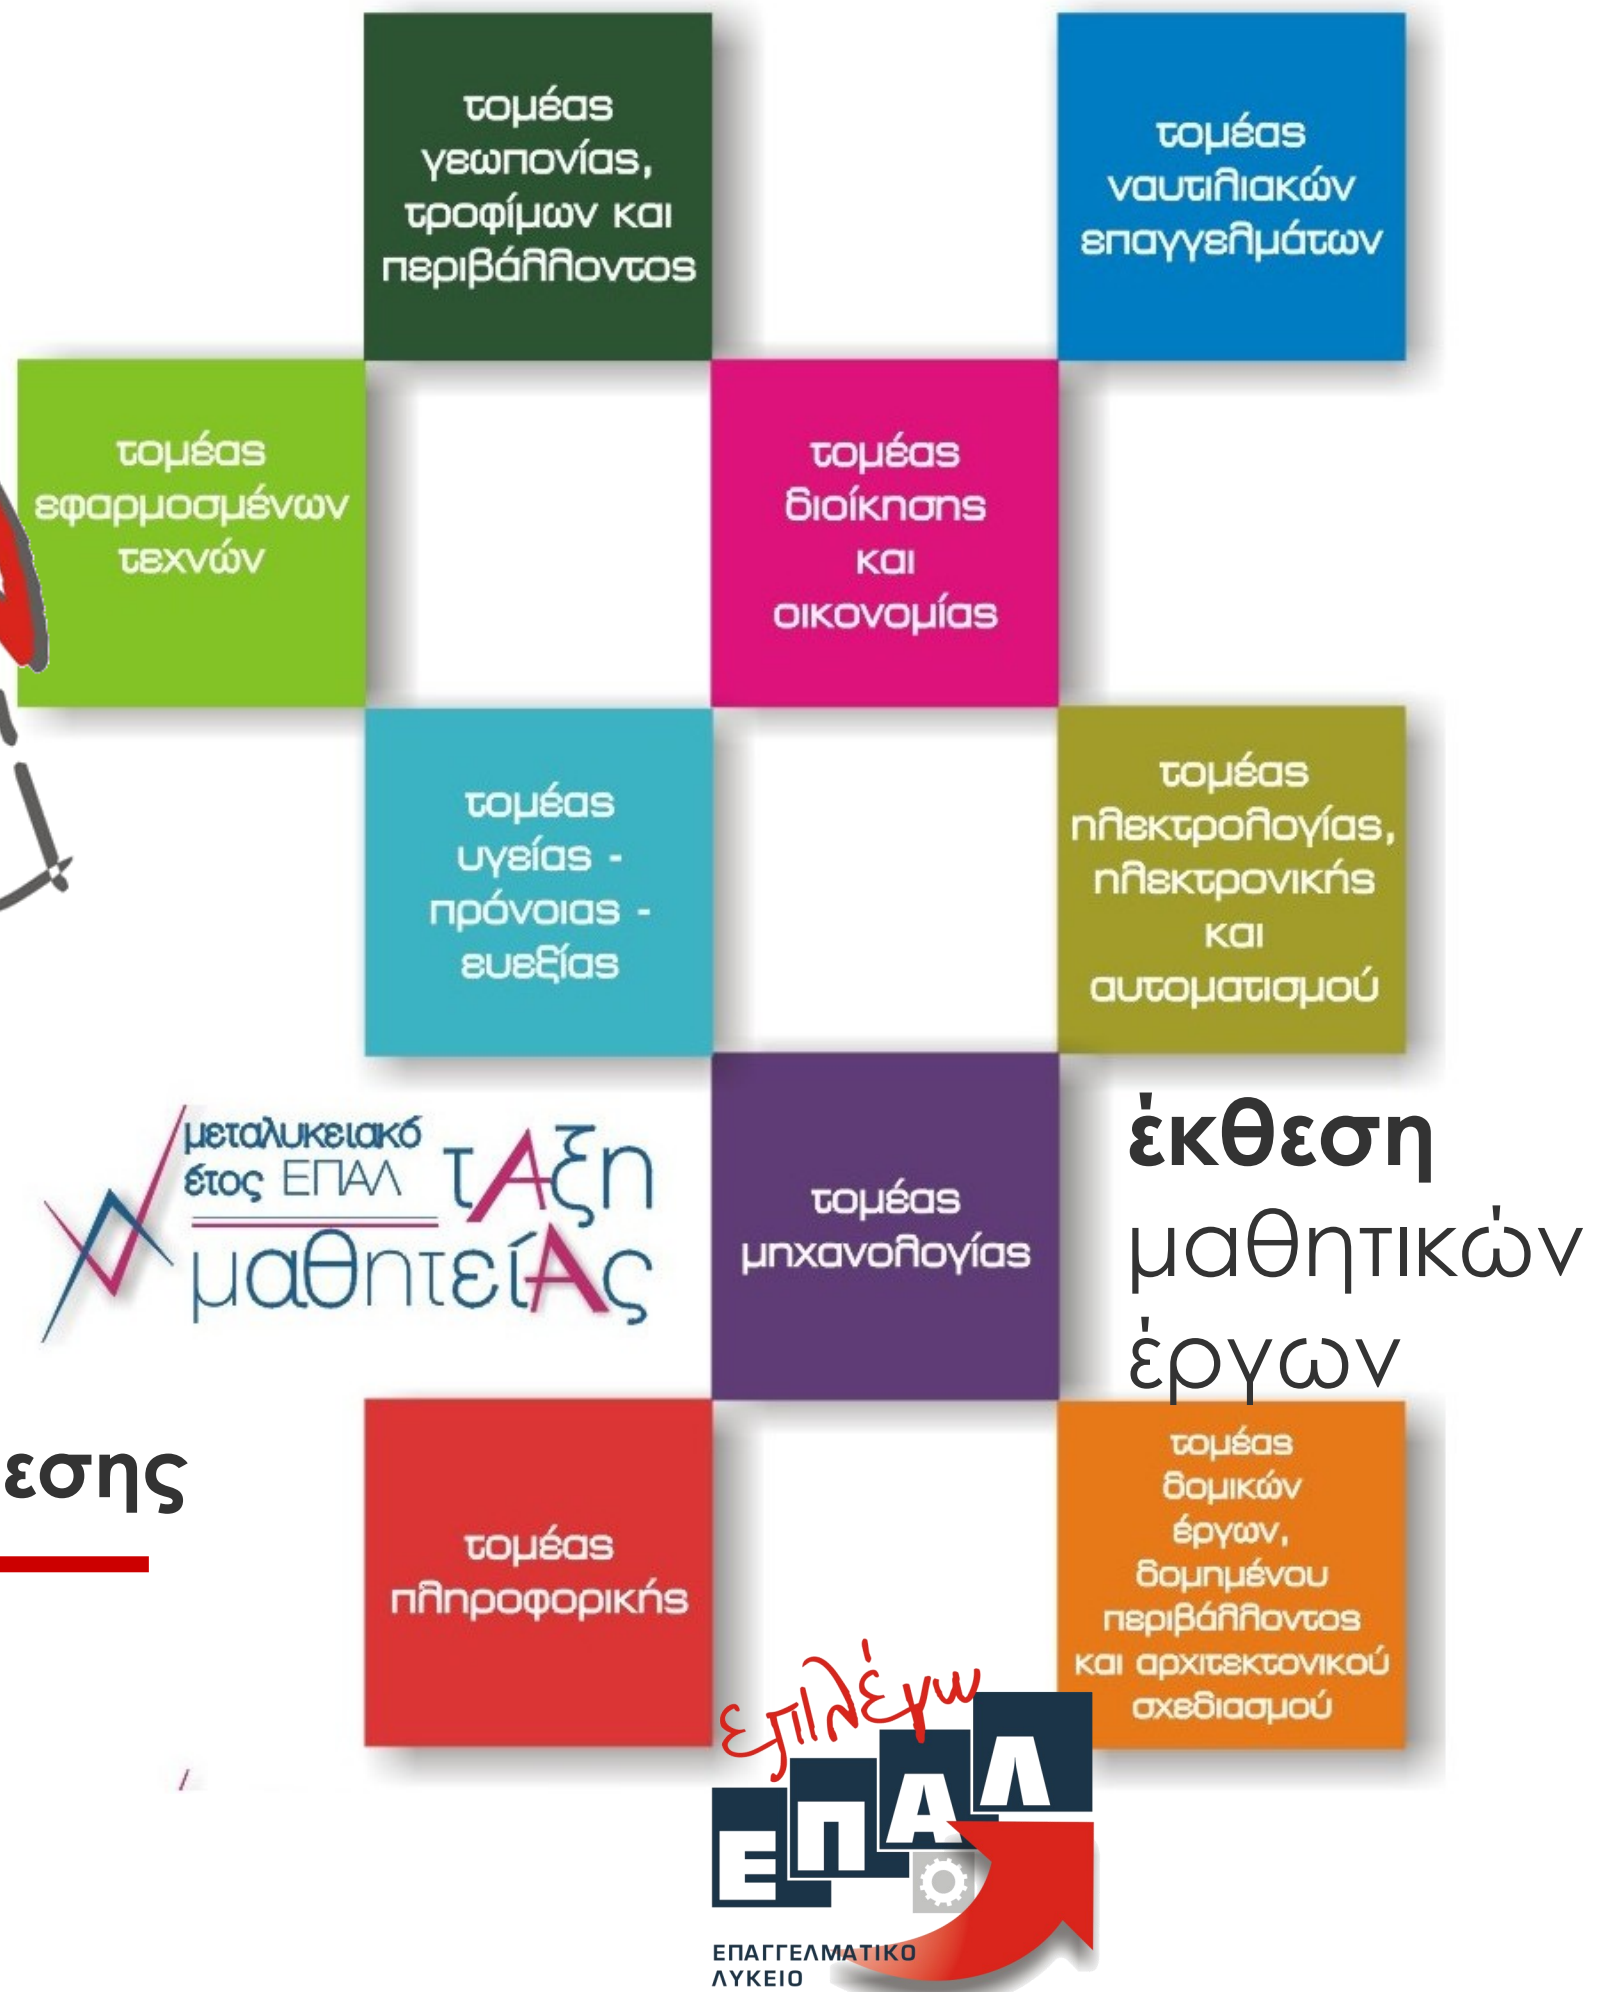 τομέας
γεωπονίας,
τροφίμων και
περιβάλλοντος
τομέας
ναυτιλιακών
επαγγελμάτων
τομέας
εφαρμοσμένων
τεχνών
τομέας
διοίκησης
και
οικονομίας
τομέας
υγείας -
πρόνοιας -
ευεξίας
τομέας
ηλεκτρολογίας,
ηλεκτρονικής
και
αυτοματισμού
μεταλυκειακό
έτος ΕΠΑΛ
τΑξη
μαθητείΑς
τομέας
μηχανολογίας
έκθεση
μαθητικών
έργων
εσης
τομέας
πληροφορικής
τομέας
δομικών
έργων,
δομημένου
περιβάλλοντος
και αρχιτεκτονικού
σχεδιασμού
επιλέγω
ΕΠΑΛ
ΕΠΑΓΓΕΛΜΑΤΙΚΟ
ΛΥΚΕΙΟ